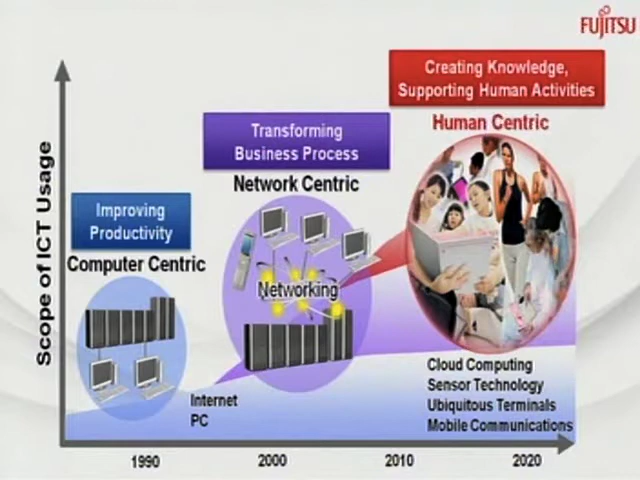 FUJITSU
Creating Knowledge,
Supporting Human Activities
Human Centric
Transforming
Business Process
Network Centric
Improving
Productivity
Computer Centric
Scope of ICT Usage
Networking
Internet
PC
Cloud Computing
Sensor Technology
Ubiquitous Terminals
Mobile Communications
1990 2000 2010 2020